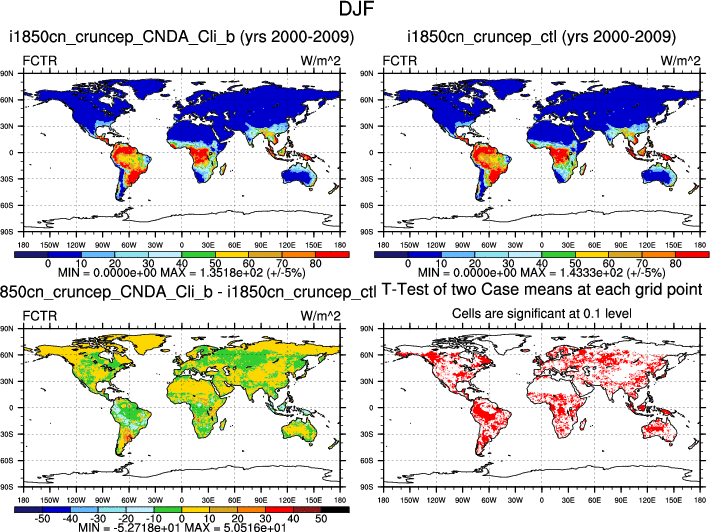 DJF
i1850cn_cruncep_CNDA_Cli_b (yrs 2000-2009)
FCTR W/m^2
90N
60N
30N
0
30S
60S
90S
180 150W 120W 90W 60W 30W 0 30E 60E 90E 120E 150E 180
0 10 20 30 40 50 60 70 80
MIN = 0.0000e+00 MAX = 1.3518e+02 (+/-5%)
i1850cn_cruncep_ctl (yrs 2000-2009)
FCTR W/m^2
90N
60N
30N
0
30S
60S
90S
180 150W 120W 90W 60W 30W 0 30E 60E 90E 120E 150E 180
0 10 20 30 40 50 60 70 80
MIN = 0.0000e+00 MAX = 1.4333e+02 (+/-5%)
850cn_cruncep_CNDA_Cli_b - i1850cn_cruncep_ctl
FCTR W/m^2
90N
60N
30N
0
30S
60S
90S
180 150W 120W 90W 60W 30W 0 30E 60E 90E 120E 150E 180
-50 -40 -30 -20 -10 0 10 20 30 40 50
MIN = -5.2718e+01 MAX = 5.0516e+01
T-Test of two Case means at each grid point
Cells are significant at 0.1 level
90N
60N
30N
0
30S
60S
90S
180 150W 120W 90W 60W 30W 0 30E 60E 90E 120E 150E 180